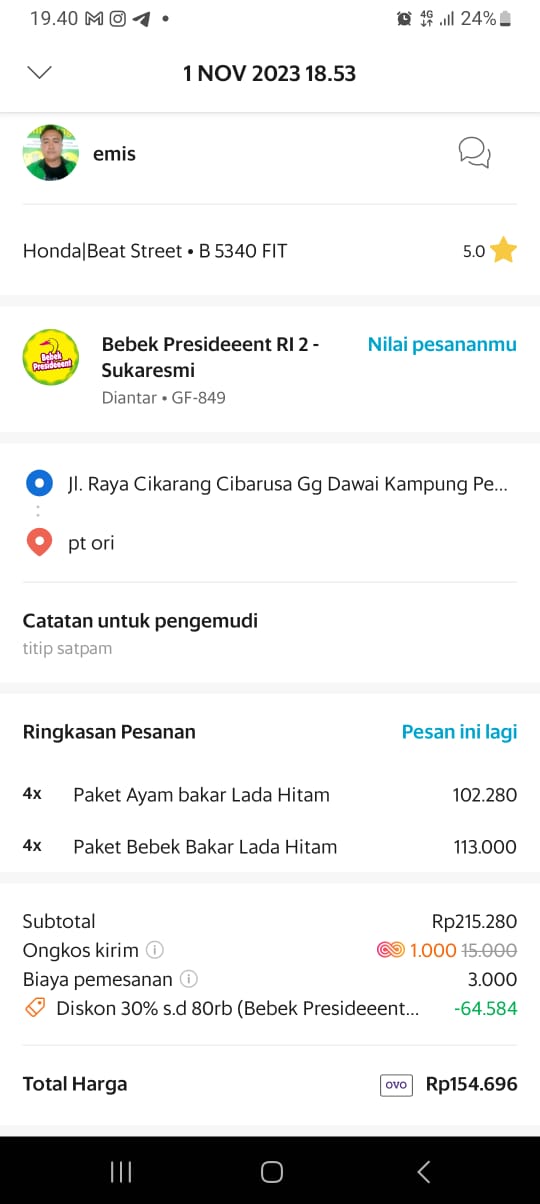 19.40
4G 24%
1 NOV 2023 18.53
emis
Honda|Beat Street • B 5340 FIT 5.0
Bebek Presideeent RI 2 - Nilai pesananmu
Sukaresmi
Diantar • GF-849
Bebek
Presideeent
Jl. Raya Cikarang Cibarusa Gg Dawai Kampung Pe...
pt ori
Catatan untuk pengemudi
titip satpam
Ringkasan Pesanan Pesan ini lagi
4x Paket Ayam bakar Lada Hitam 102.280
4x Paket Bebek Bakar Lada Hitam 113.000
Subtotal Rp215.280
Ongkos kirim 1.000 15.000
Biaya pemesanan 3.000
Diskon 30% s.d 80rb (Bebek Presideeent... -64.584
Total Harga OVO Rp154.696